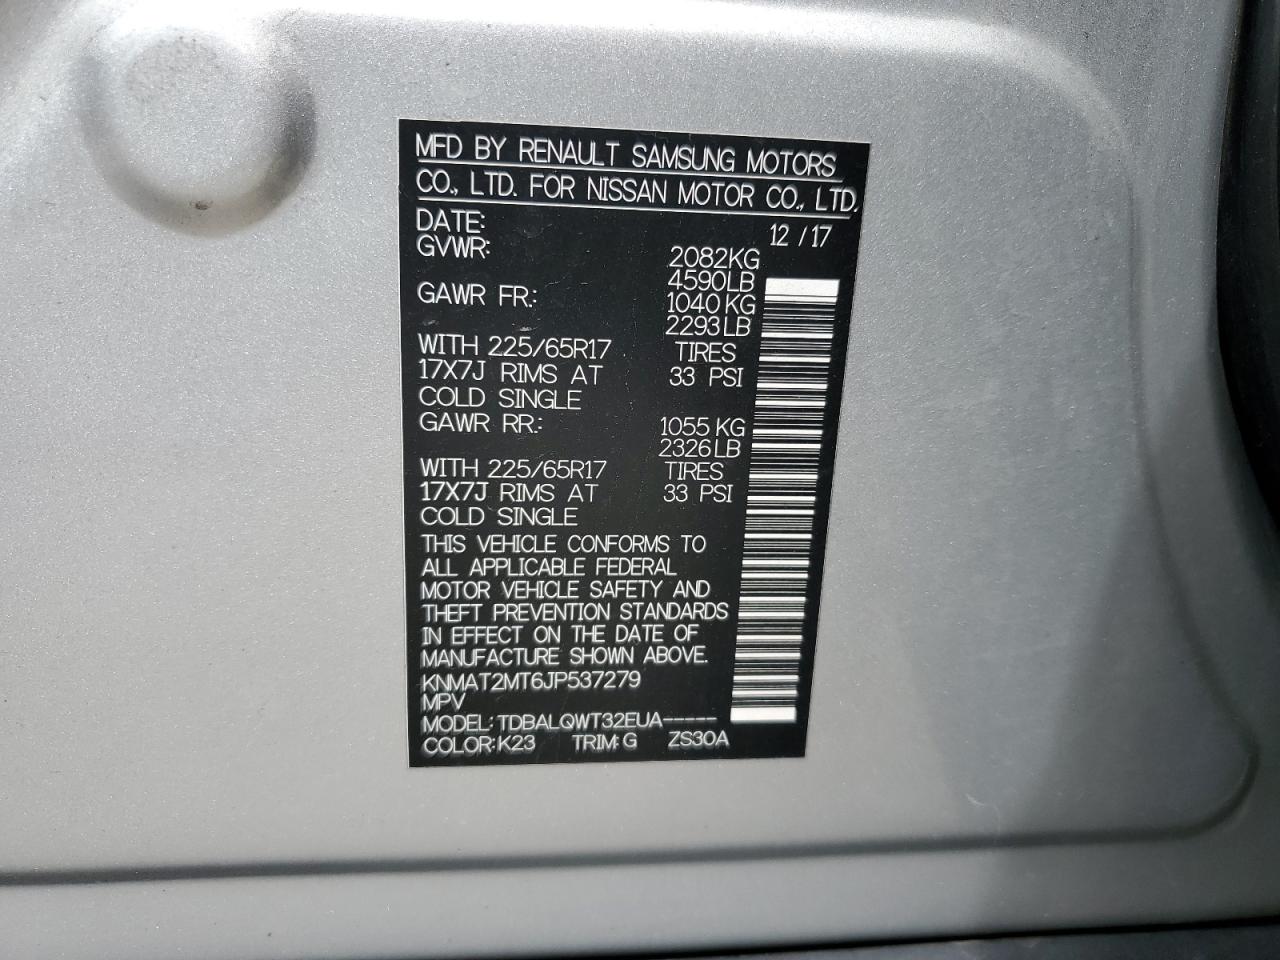 MFD BY RENAULT SAMSUNG MOTORS
CO., LTD. FOR NISSAN MOTOR CO., LTD.
DATE: 12 / 17
GVWR: 2082KG
4590LB
GAWR FR.: 1040 KG
2293 LB
WITH 225/65R17 TIRES
17X7J RIMS AT 33 PSI
COLD SINGLE
GAWR RR.: 1055 KG
2326 LB
WITH 225/65R17 TIRES
17X7J RIMS AT 33 PSI
COLD SINGLE
THIS VEHICLE CONFORMS TO
ALL APPLICABLE FEDERAL
MOTOR VEHICLE SAFETY AND
THEFT PREVENTION STANDARDS
IN EFFECT ON THE DATE OF
MANUFACTURE SHOWN ABOVE.
KNMAT2MT6JP537279
MPV
MODEL: TDBALQWT32EUA-----
COLOR: K23 TRIM: G ZS30A